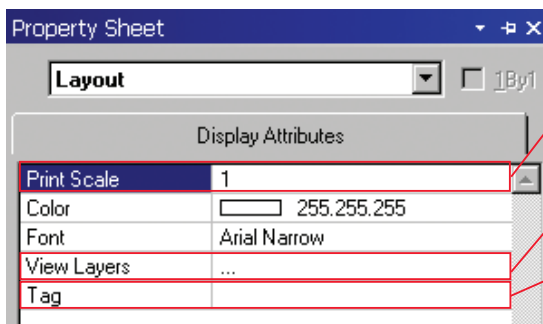 Property Sheet
Layout 1By1
Display Attributes
Print Scale 1
Color 255.255.255
Font Arial Narrow
View Layers ...
Tag